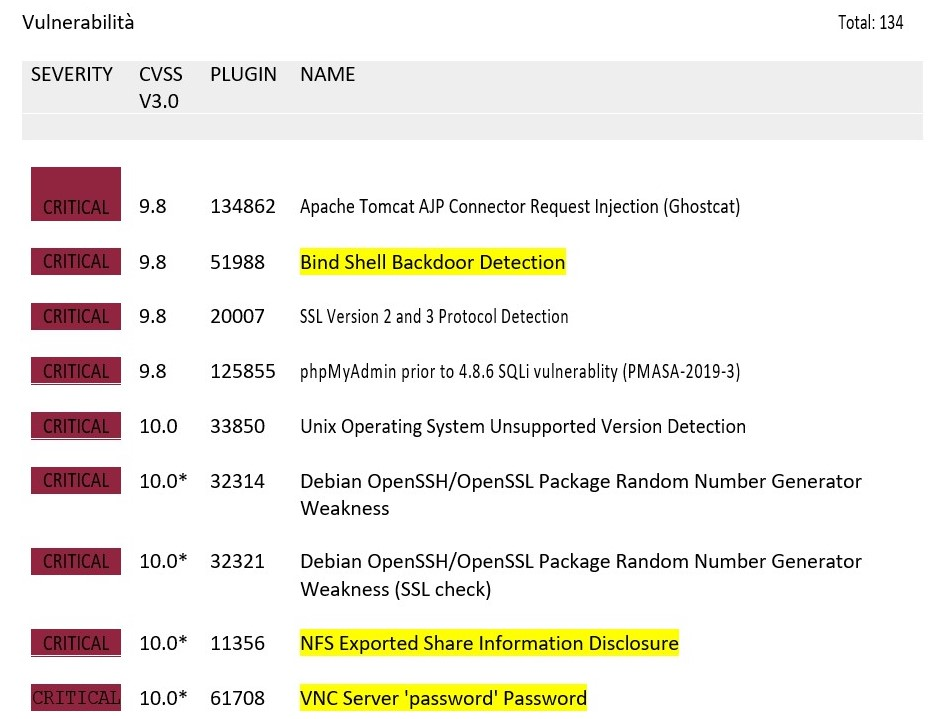 Vulnerabilità Total: 134
SEVERITY CVSS PLUGIN NAME
V3.0
CRITICAL 9.8 134862 Apache Tomcat AJP Connector Request Injection (Ghostcat)
CRITICAL 9.8 51988 Bind Shell Backdoor Detection
CRITICAL 9.8 20007 SSL Version 2 and 3 Protocol Detection
CRITICAL 9.8 125855 phpMyAdmin prior to 4.8.6 SQLi vulnerablity (PMASA-2019-3)
CRITICAL 10.0 33850 Unix Operating System Unsupported Version Detection
CRITICAL 10.0* 32314 Debian OpenSSH/OpenSSL Package Random Number Generator
Weakness
CRITICAL 10.0* 32321 Debian OpenSSH/OpenSSL Package Random Number Generator
Weakness (SSL check)
CRITICAL 10.0* 11356 NFS Exported Share Information Disclosure
CRITICAL 10.0* 61708 VNC Server 'password' Password